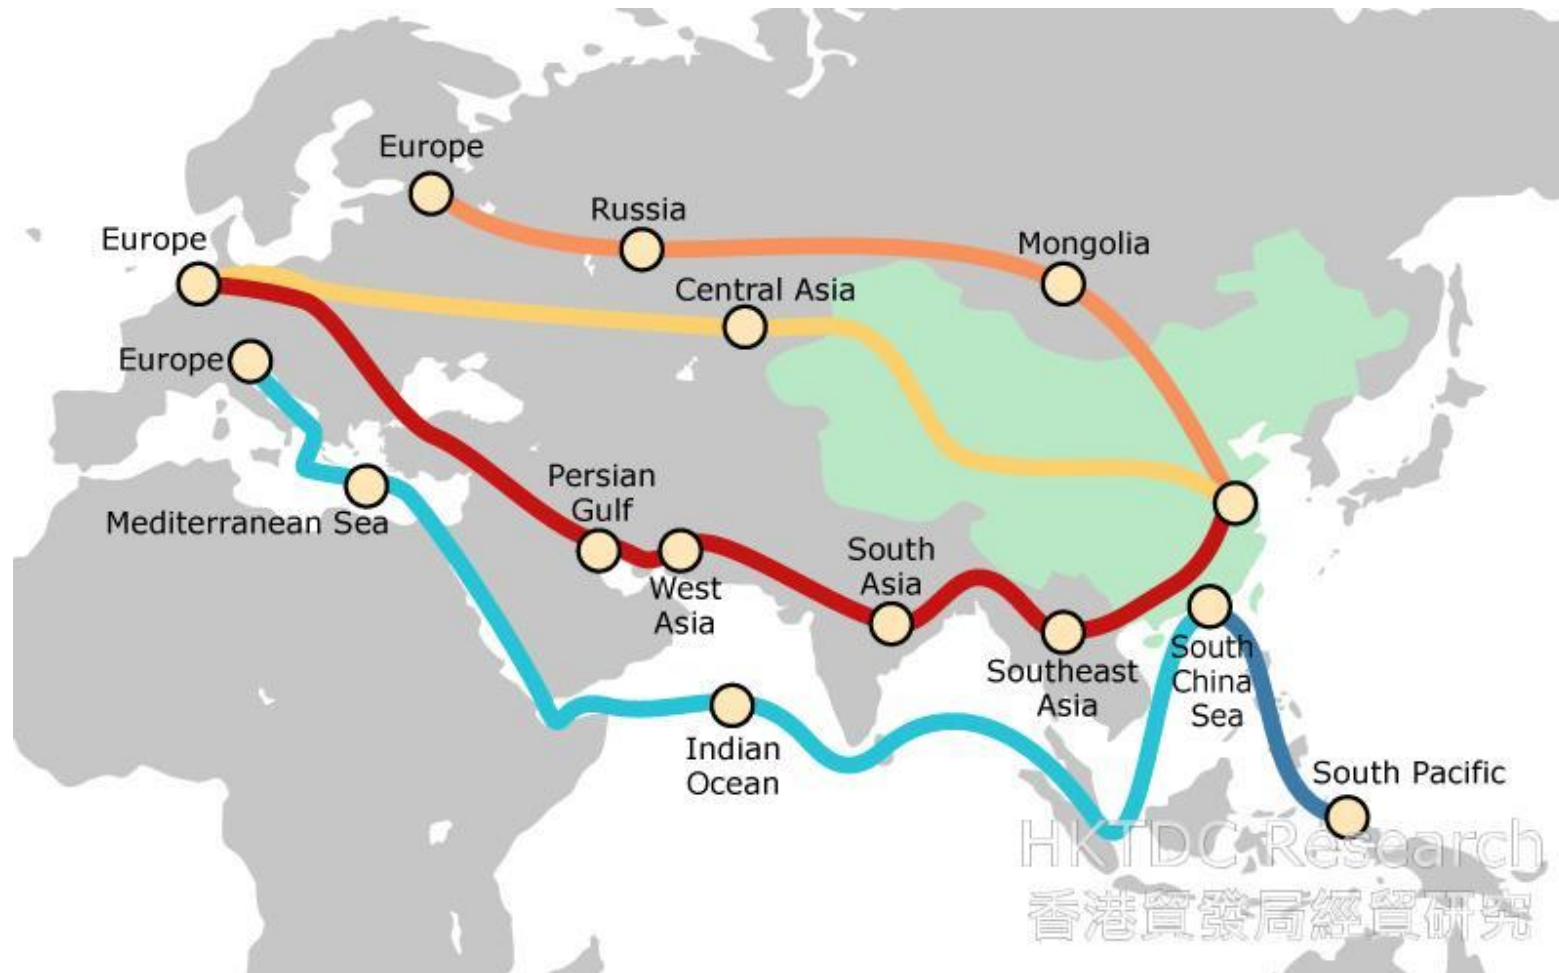 Europe
Russia
Europe
Mongolia
Central Asia
Europe
Persian
Gulf
Mediterranean Sea
South
Asia
West
Asia
Southeast
Asia
South
China
Sea
Indian
Ocean
South Pacific
HKTDC Research
香港貿發局經貿研究